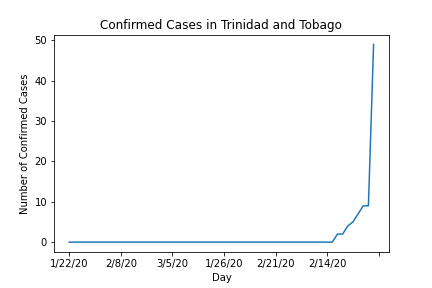 Confirmed Cases in Trinidad and Tobago
50
40
30
20
10
0
Number of Confirmed Cases
1/22/20 2/8/20 3/5/20 1/26/20 2/21/20 2/14/20
Day